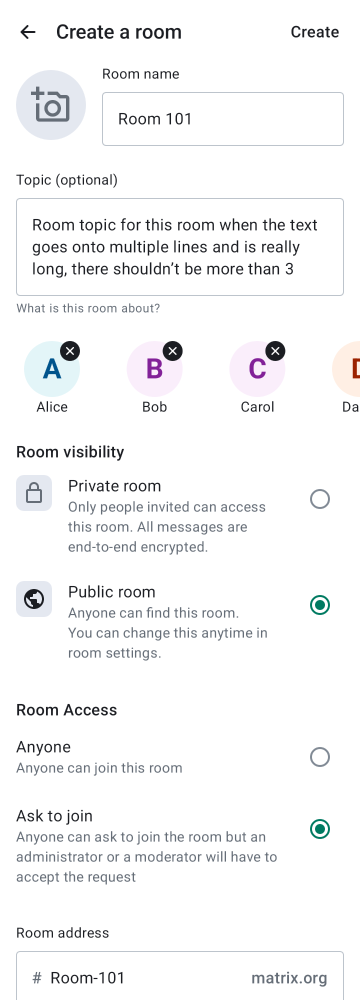 Create a room
Create
Room name
Room 101
Topic (optional)
Room topic for this room when the text
goes onto multiple lines and is really
long, there shouldn’t be more than 3
What is this room about?
A
B
C
Alice
Bob
Carol
Da
Room visibility
Private room
Only people invited can access
this room. All messages are
end-to-end encrypted.
Public room
Anyone can find this room.
You can change this anytime in
room settings.
Room Access
Anyone
Anyone can join this room
Ask to join
Anyone can ask to join the room but an
administrator or a moderator will have to
accept the request
Room address
# Room-101
matrix.org